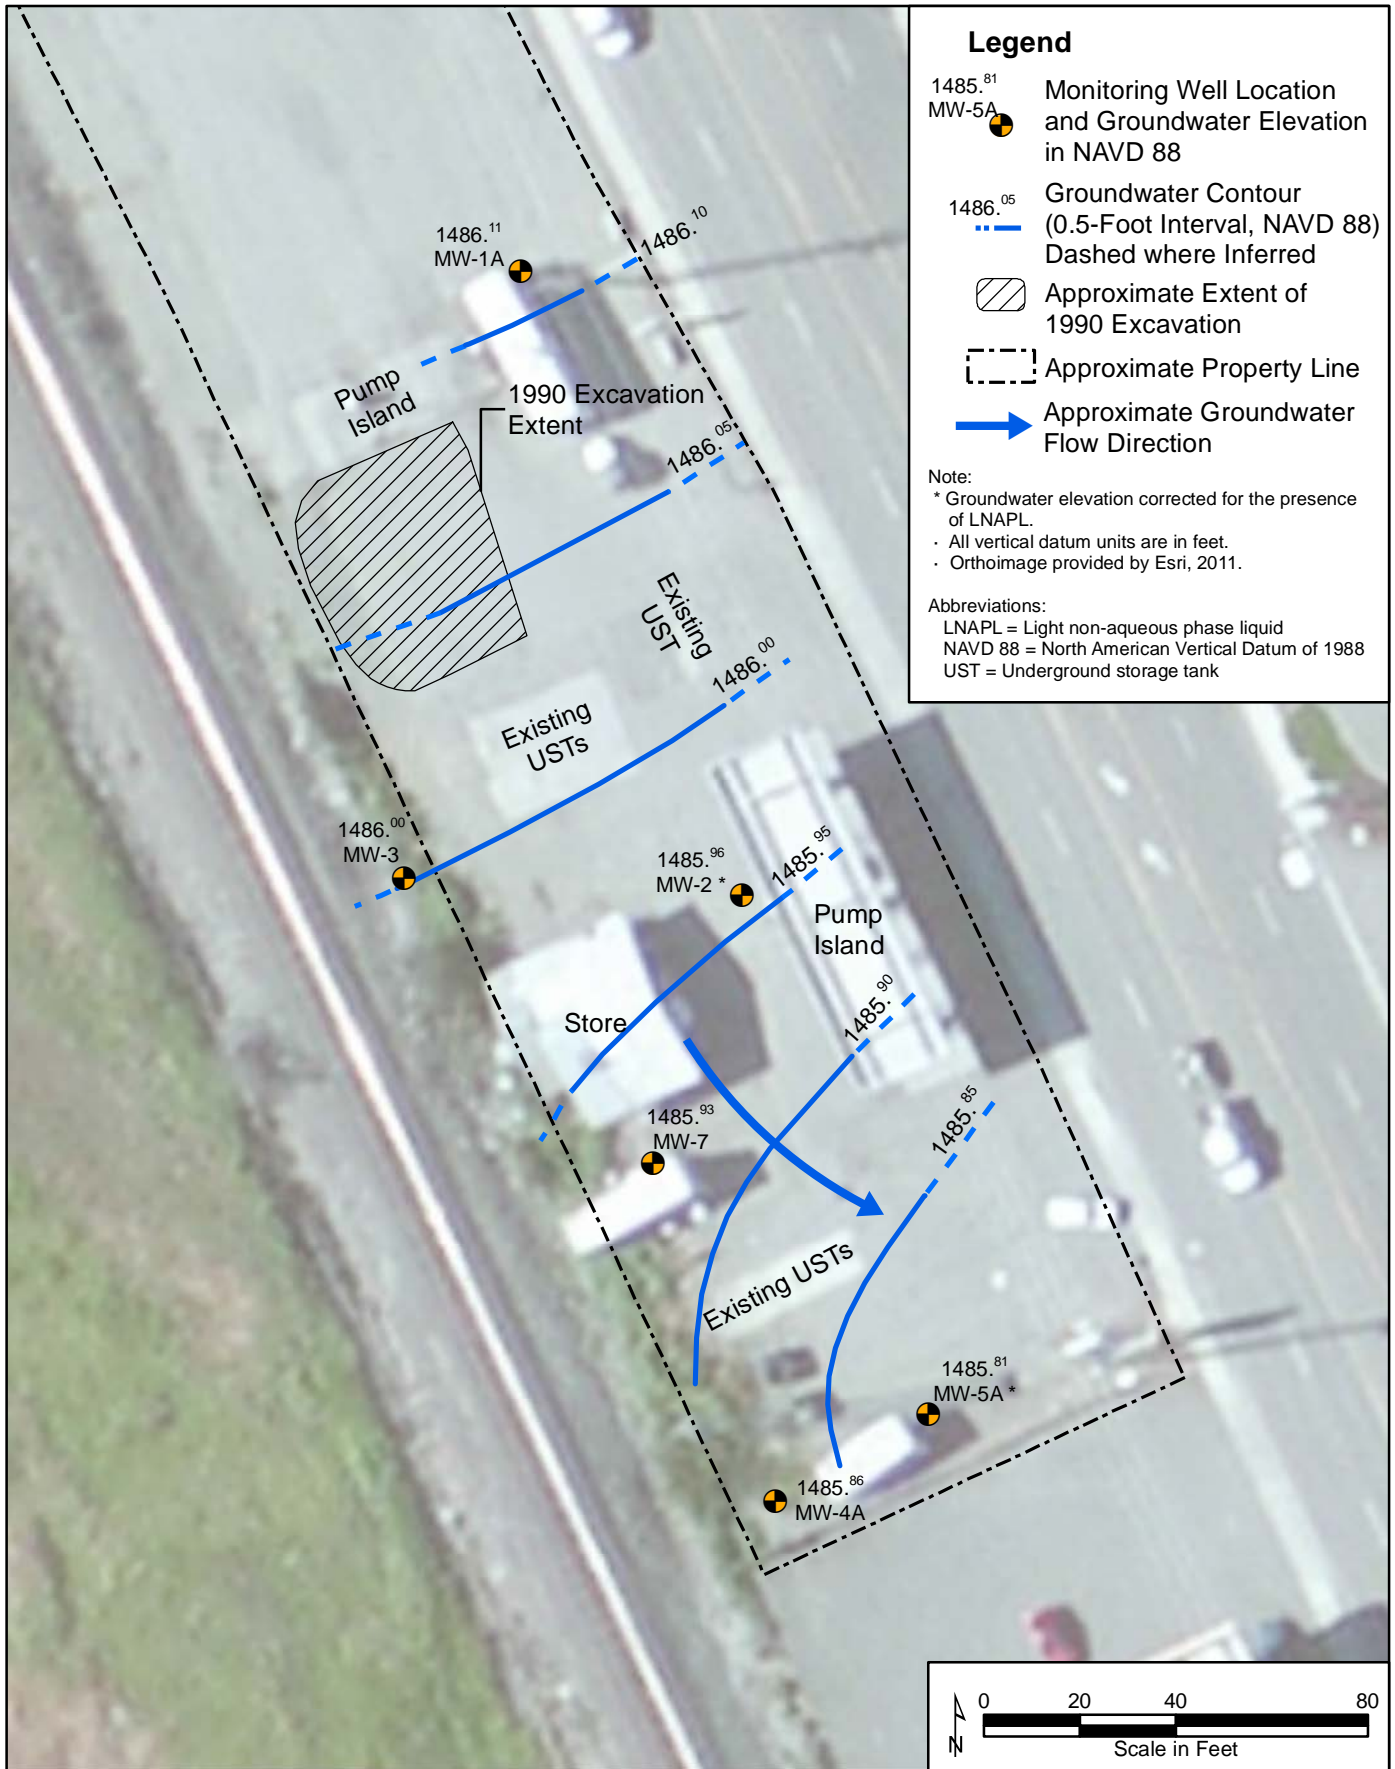 Legend
1485.81
MW-5A
Monitoring Well Location
and Groundwater Elevation
in NAVD 88
1486.05
Groundwater Contour
(0.5-Foot Interval, NAVD 88)
Dashed where Inferred
Approximate Extent of
1990 Excavation
Approximate Property Line
Approximate Groundwater
Flow Direction
Note:
* Groundwater elevation corrected for the presence
of LNAPL.
· All vertical datum units are in feet.
· Orthoimage provided by Esri, 2011.
Abbreviations:
LNAPL = Light non-aqueous phase liquid
NAVD 88 = North American Vertical Datum of 1988
UST = Underground storage tank
1486.11
MW-1A
1486.10
Pump
Island
1990 Excavation
Extent
1486.05
Existing
UST
1486.00
Existing
USTs
1486.00
MW-3
1485.96
MW-2 *
1485.95
Pump
Island
Store
1485.90
1485.93
MW-7
1485.85
Existing USTs
1485.81
MW-5A *
1485.86
MW-4A
N
0 20 40 80
Scale in Feet